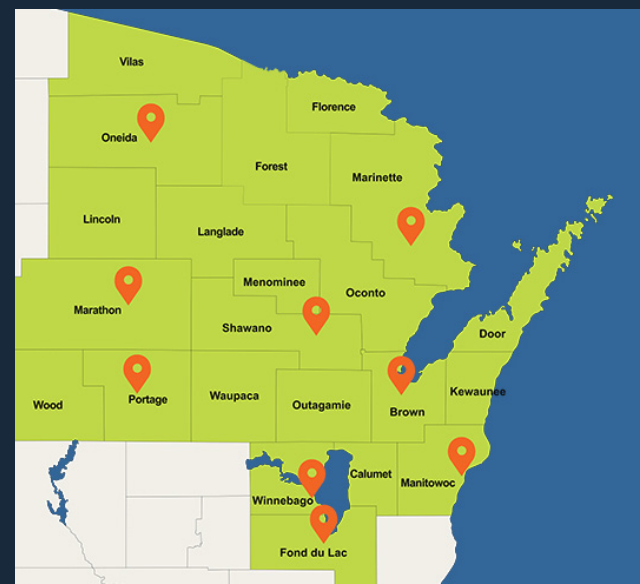 Vilas
Florence
Oneida
Forest
Marinette
Lincoln
Langlade
Menominee
Oconto
Marathon
Shawano
Door
Kewaunee
Portage
Waupaca
Wood
Outagamie
Brown
Calumet
Manitowoc
Winnebago
Fond du Lac